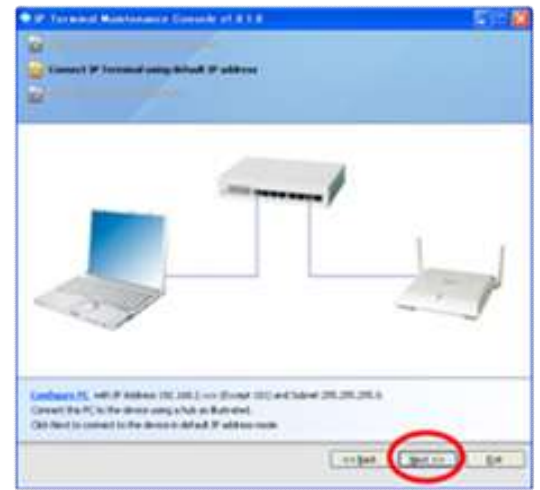 IP Terminal Maintenance Console v1.0.1.0
Connect IP Terminal using default IP address
Configure PC with IP Address 192.168.1.xxx (Except 101) and Subnet 255.255.255.0.
Connect the PC to the device using a hub as illustrated.
Click Next to connect to the device in default IP address mode.
<< Back
Next >>
Exit